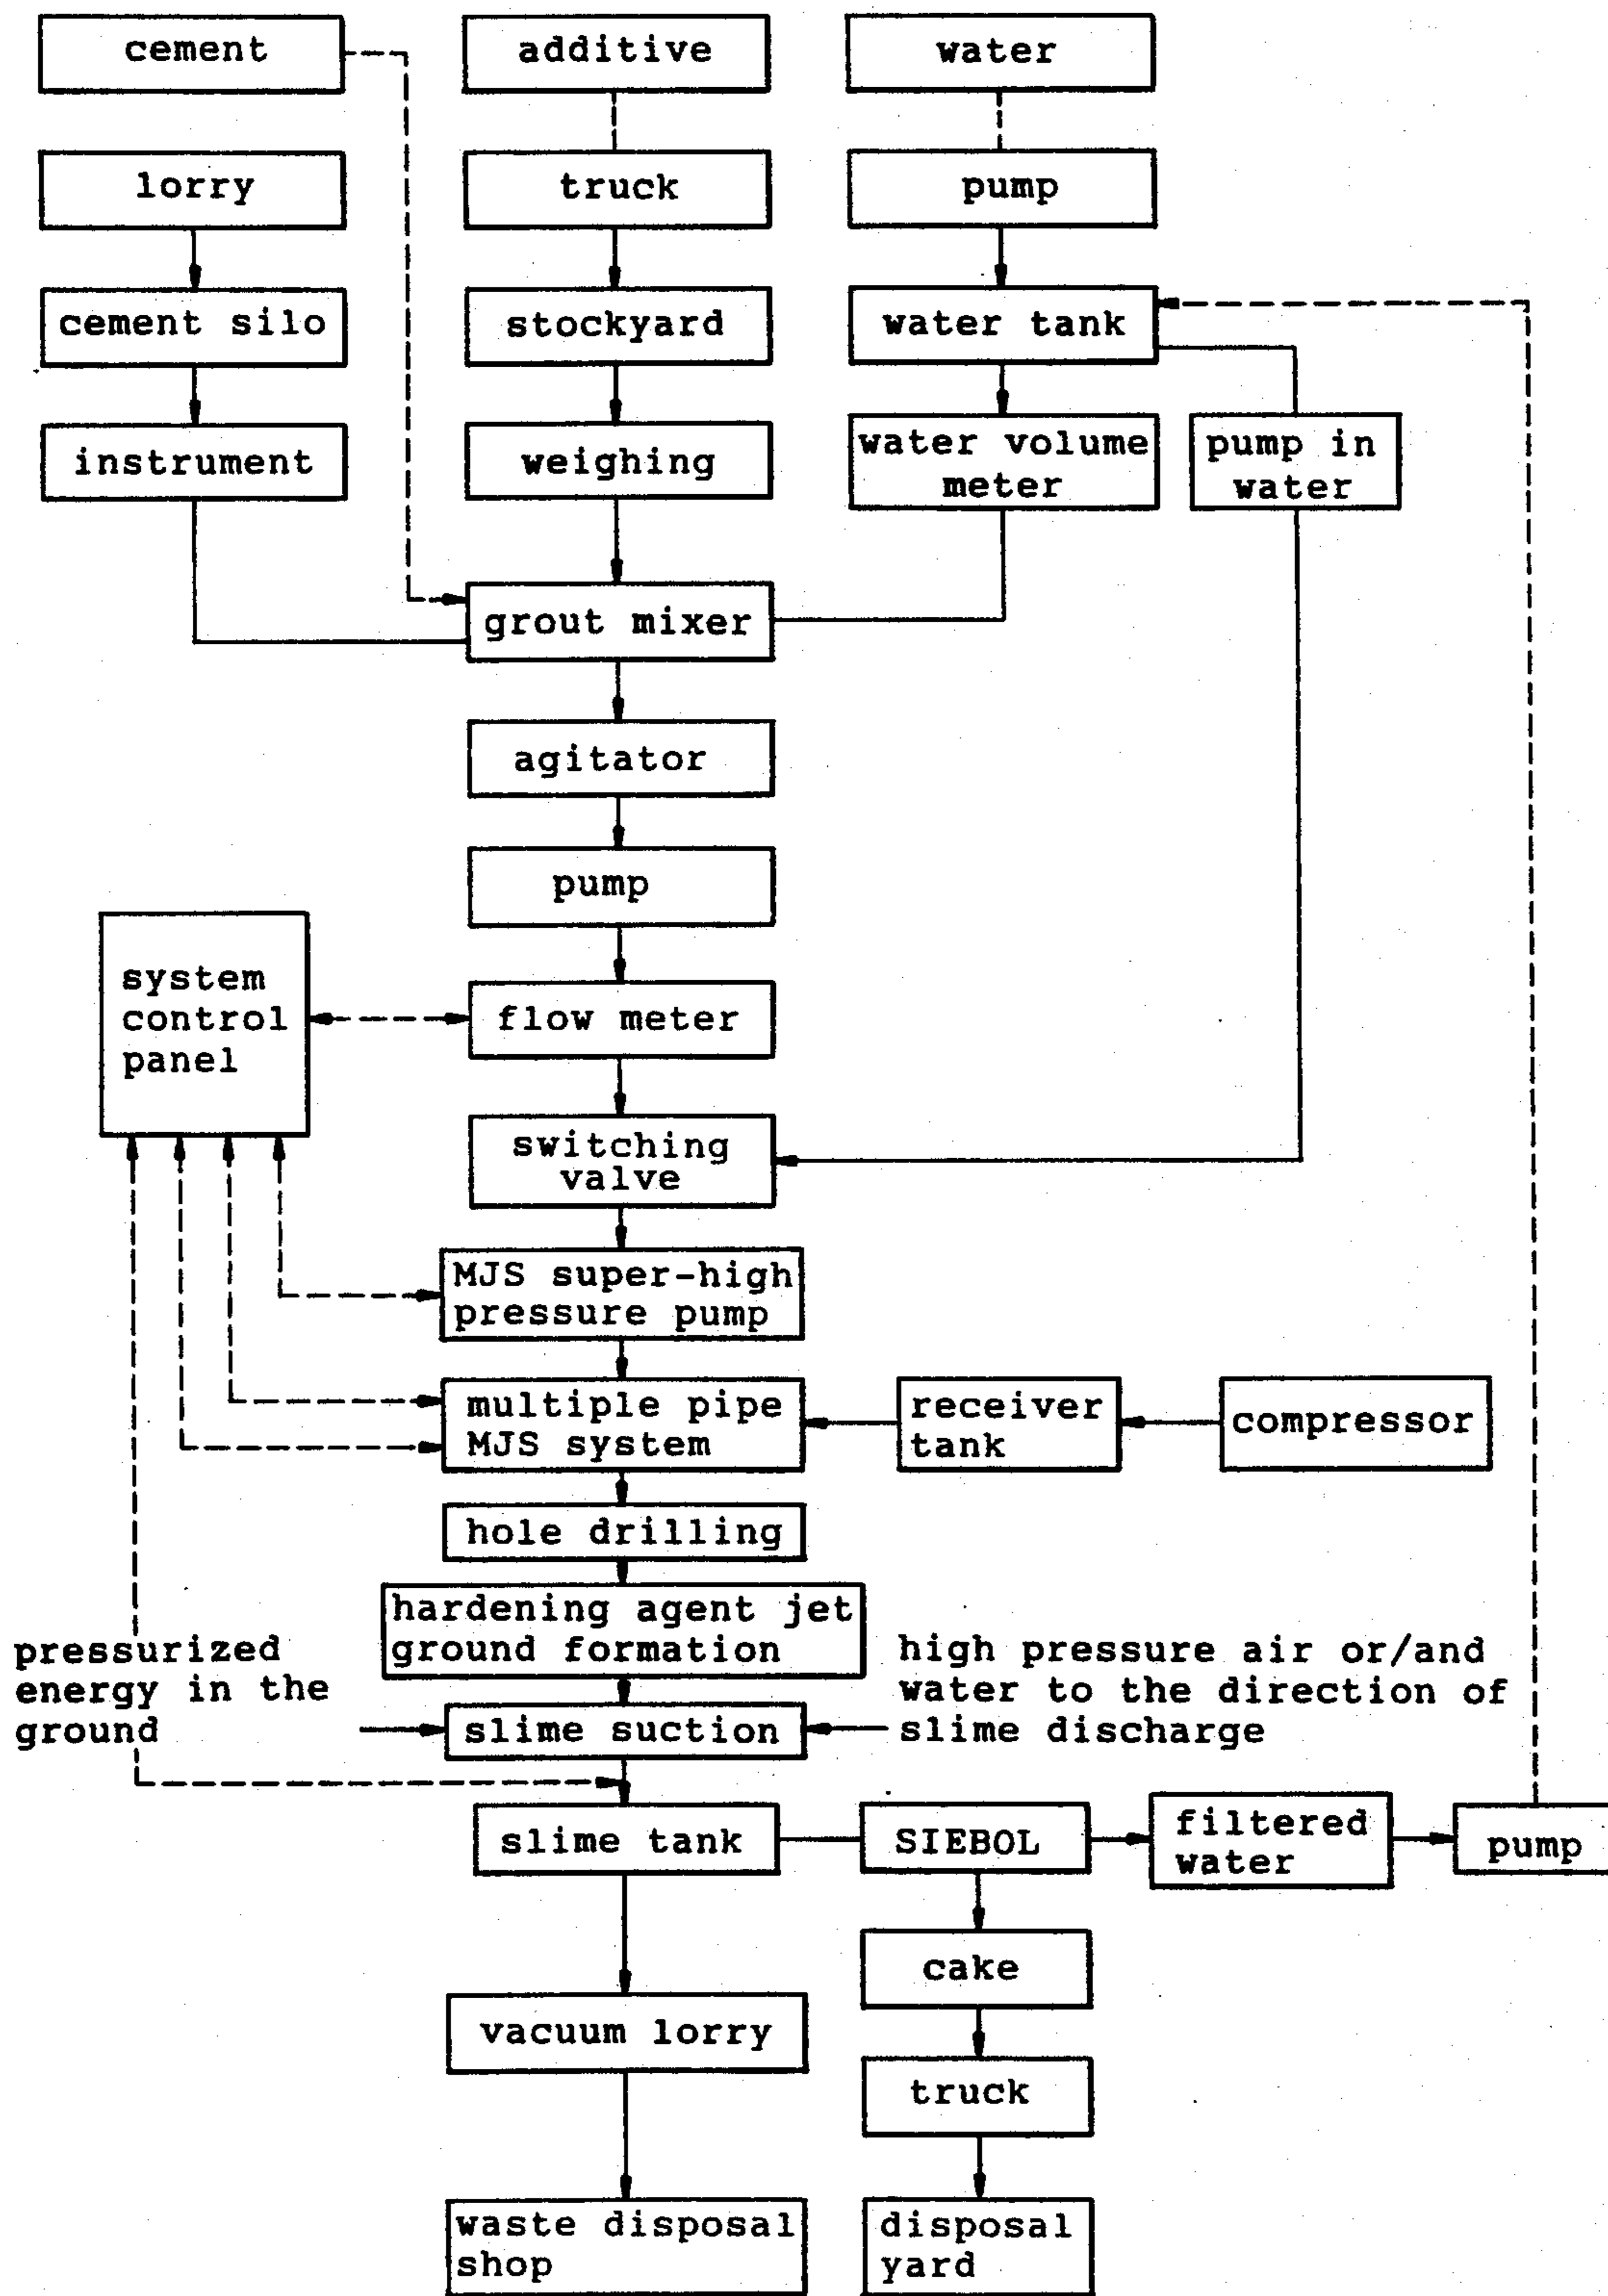 cement
additive
water
lorry
truck
pump
cement silo
stockyard
water tank
instrument
weighing
water volume
meter
pump in
water
grout mixer
agitator
pump
system
control
panel
flow meter
switching
valve
MJS super-high
pressure pump
multiple pipe
MJS system
receiver
tank
compressor
hole drilling
hardening agent jet
ground formation
pressurized
energy in the
ground
high pressure air or/and
water to the direction of
slime discharge
slime suction
slime tank
SIEBOL
filtered
water
pump
cake
vacuum lorry
truck
waste disposal
shop
disposal
yard